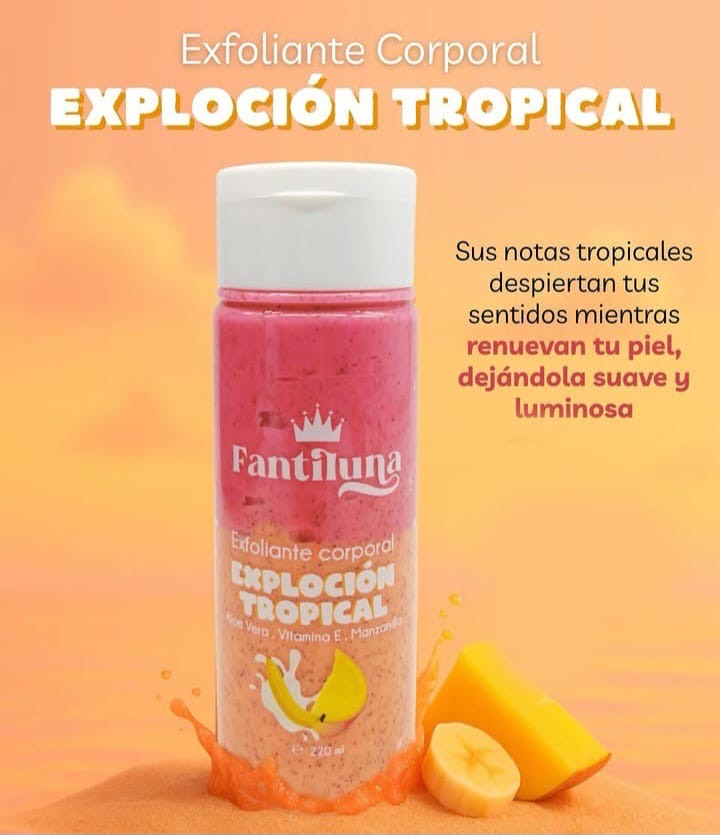 Exfoliante Corporal
EXPLOCIÓN TROPICAL
Sus notas tropicales
despiertan tus
sentidos mientras
renuevan tu piel,
dejándola suave y
luminosa
Fantiluna
Exfoliante corporal
EXPLOCIÓN
TROPICAL
Aloe Vera . Vitamina E . Manzanilla
℮ 220 ml